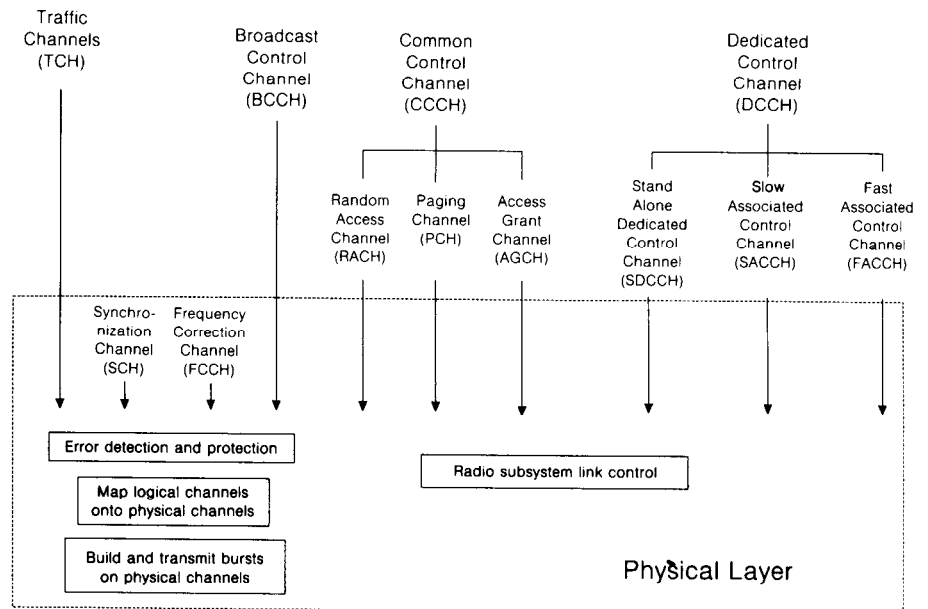 Traffic
Channels
(TCH)
Broadcast
Control
Channel
(BCCH)
Common
Control
Channel
(CCCH)
Dedicated
Control
Channel
(DCCH)
Random
Access
Channel
(RACH)
Paging
Channel
(PCH)
Access
Grant
Channel
(AGCH)
Stand
Alone
Dedicated
Control
Channel
(SDCCH)
Slow
Associated
Control
Channel
(SACCH)
Fast
Associated
Control
Channel
(FACCH)
Synchro-
nization
Channel
(SCH)
Frequency
Correction
Channel
(FCCH)
Error detection and protection
Map logical channels
onto physical channels
Build and transmit bursts
on physical channels
Radio subsystem link control
Physical Layer